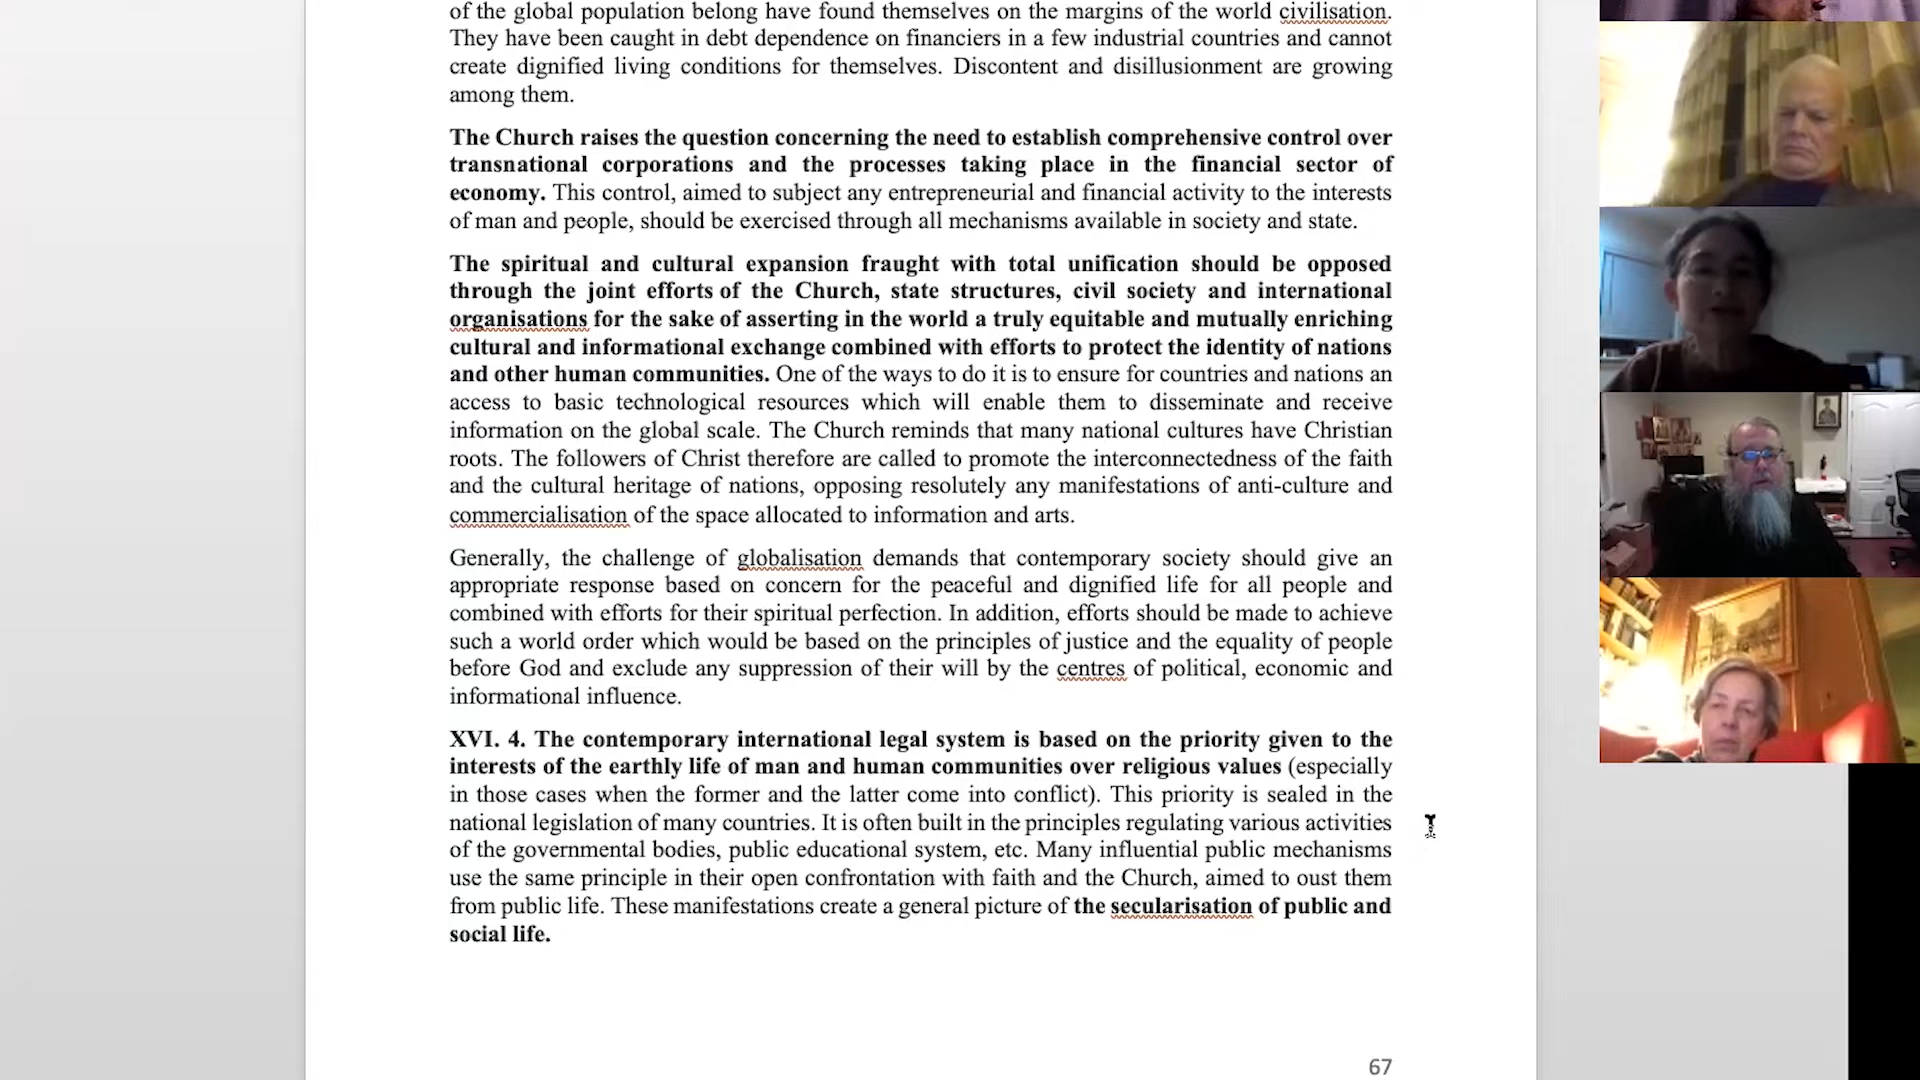 of the global population belong have found themselves on the margins of the world civilisation.
They have been caught in debt dependence on financiers in a few industrial countries and cannot
create dignified living conditions for themselves. Discontent and disillusionment are growing
among them.
The Church raises the question concerning the need to establish comprehensive control over
transnational corporations and the processes taking place in the financial sector of
economy. This control, aimed to subject any entrepreneurial and financial activity to the interests
of man and people, should be exercised through all mechanisms available in society and state.
The spiritual and cultural expansion fraught with total unification should be opposed
through the joint efforts of the Church, state structures, civil society and international
organisations for the sake of asserting in the world a truly equitable and mutually enriching
cultural and informational exchange combined with efforts to protect the identity of nations
and other human communities. One of the ways to do it is to ensure for countries and nations an
access to basic technological resources which will enable them to disseminate and receive
information on the global scale. The Church reminds that many national cultures have Christian
roots. The followers of Christ therefore are called to promote the interconnectedness of the faith
and the cultural heritage of nations, opposing resolutely any manifestations of anti-culture and
commercialisation of the space allocated to information and arts.
Generally, the challenge of globalisation demands that contemporary society should give an
appropriate response based on concern for the peaceful and dignified life for all people and
combined with efforts for their spiritual perfection. In addition, efforts should be made to achieve
such a world order which would be based on the principles of justice and the equality of people
before God and exclude any suppression of their will by the centres of political, economic and
informational influence.
XVI. 4. The contemporary international legal system is based on the priority given to the
interests of the earthly life of man and human communities over religious values (especially
in those cases when the former and the latter come into conflict). This priority is sealed in the
national legislation of many countries. It is often built in the principles regulating various activities
of the governmental bodies, public educational system, etc. Many influential public mechanisms
use the same principle in their open confrontation with faith and the Church, aimed to oust them
from public life. These manifestations create a general picture of the secularisation of public and
social life.
67